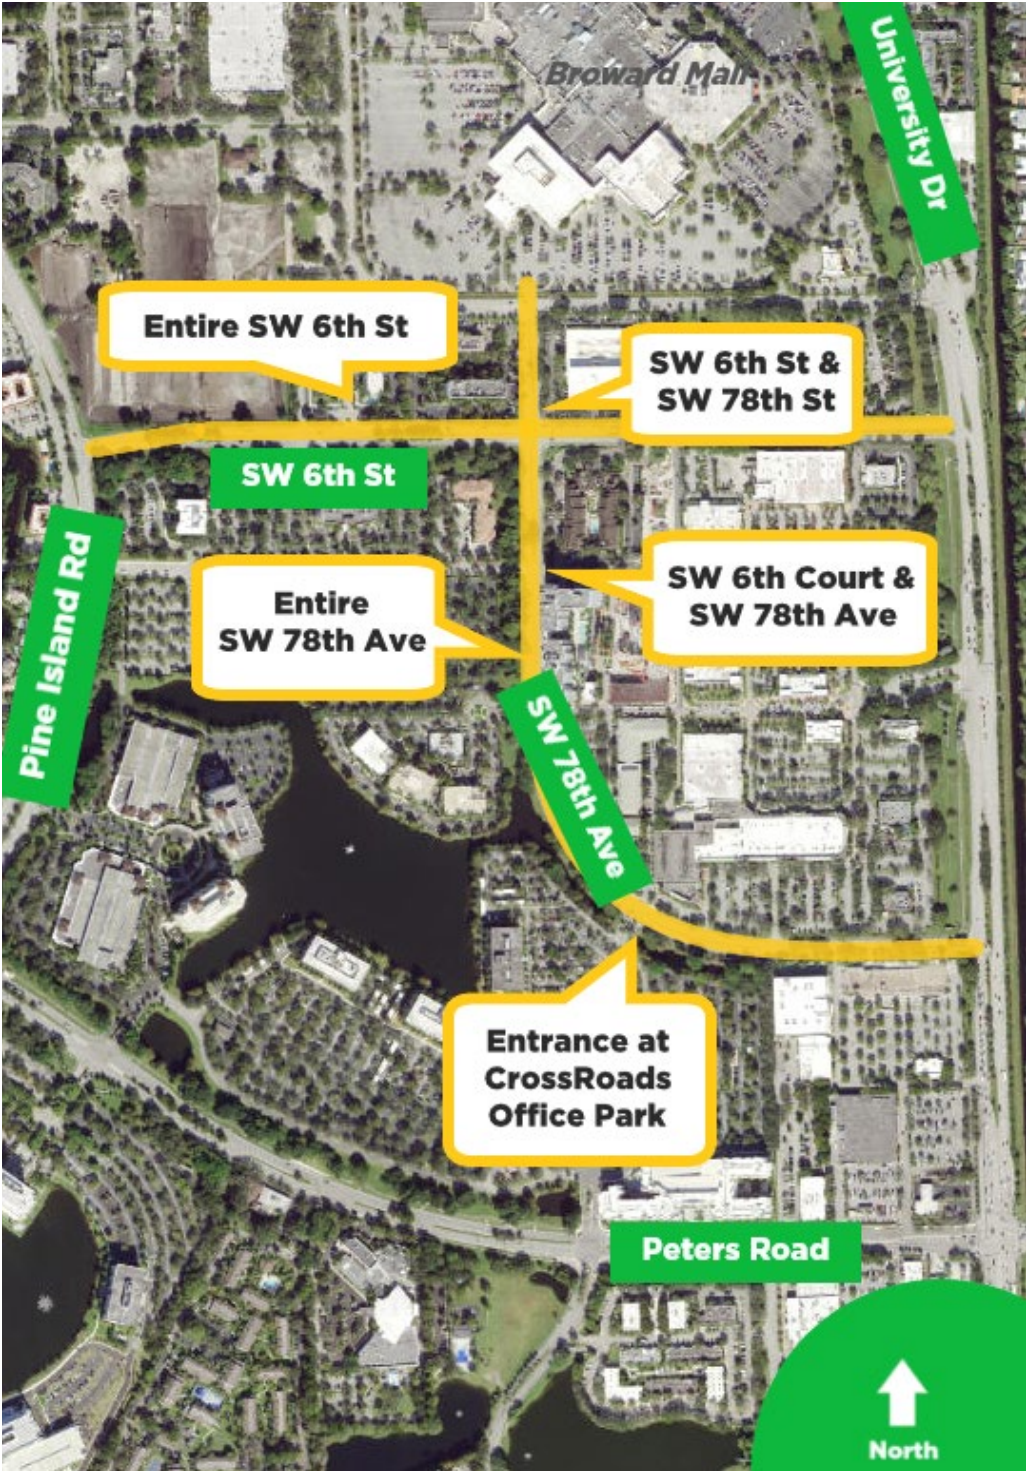 Broward Mall
University Dr
Entire SW 6th St
SW 6th St &
SW 78th St
SW 6th St
Pine Island Rd
Entire
SW 78th Ave
SW 6th Court &
SW 78th Ave
SW 78th Ave
Entrance at
CrossRoads
Office Park
Peters Road
North